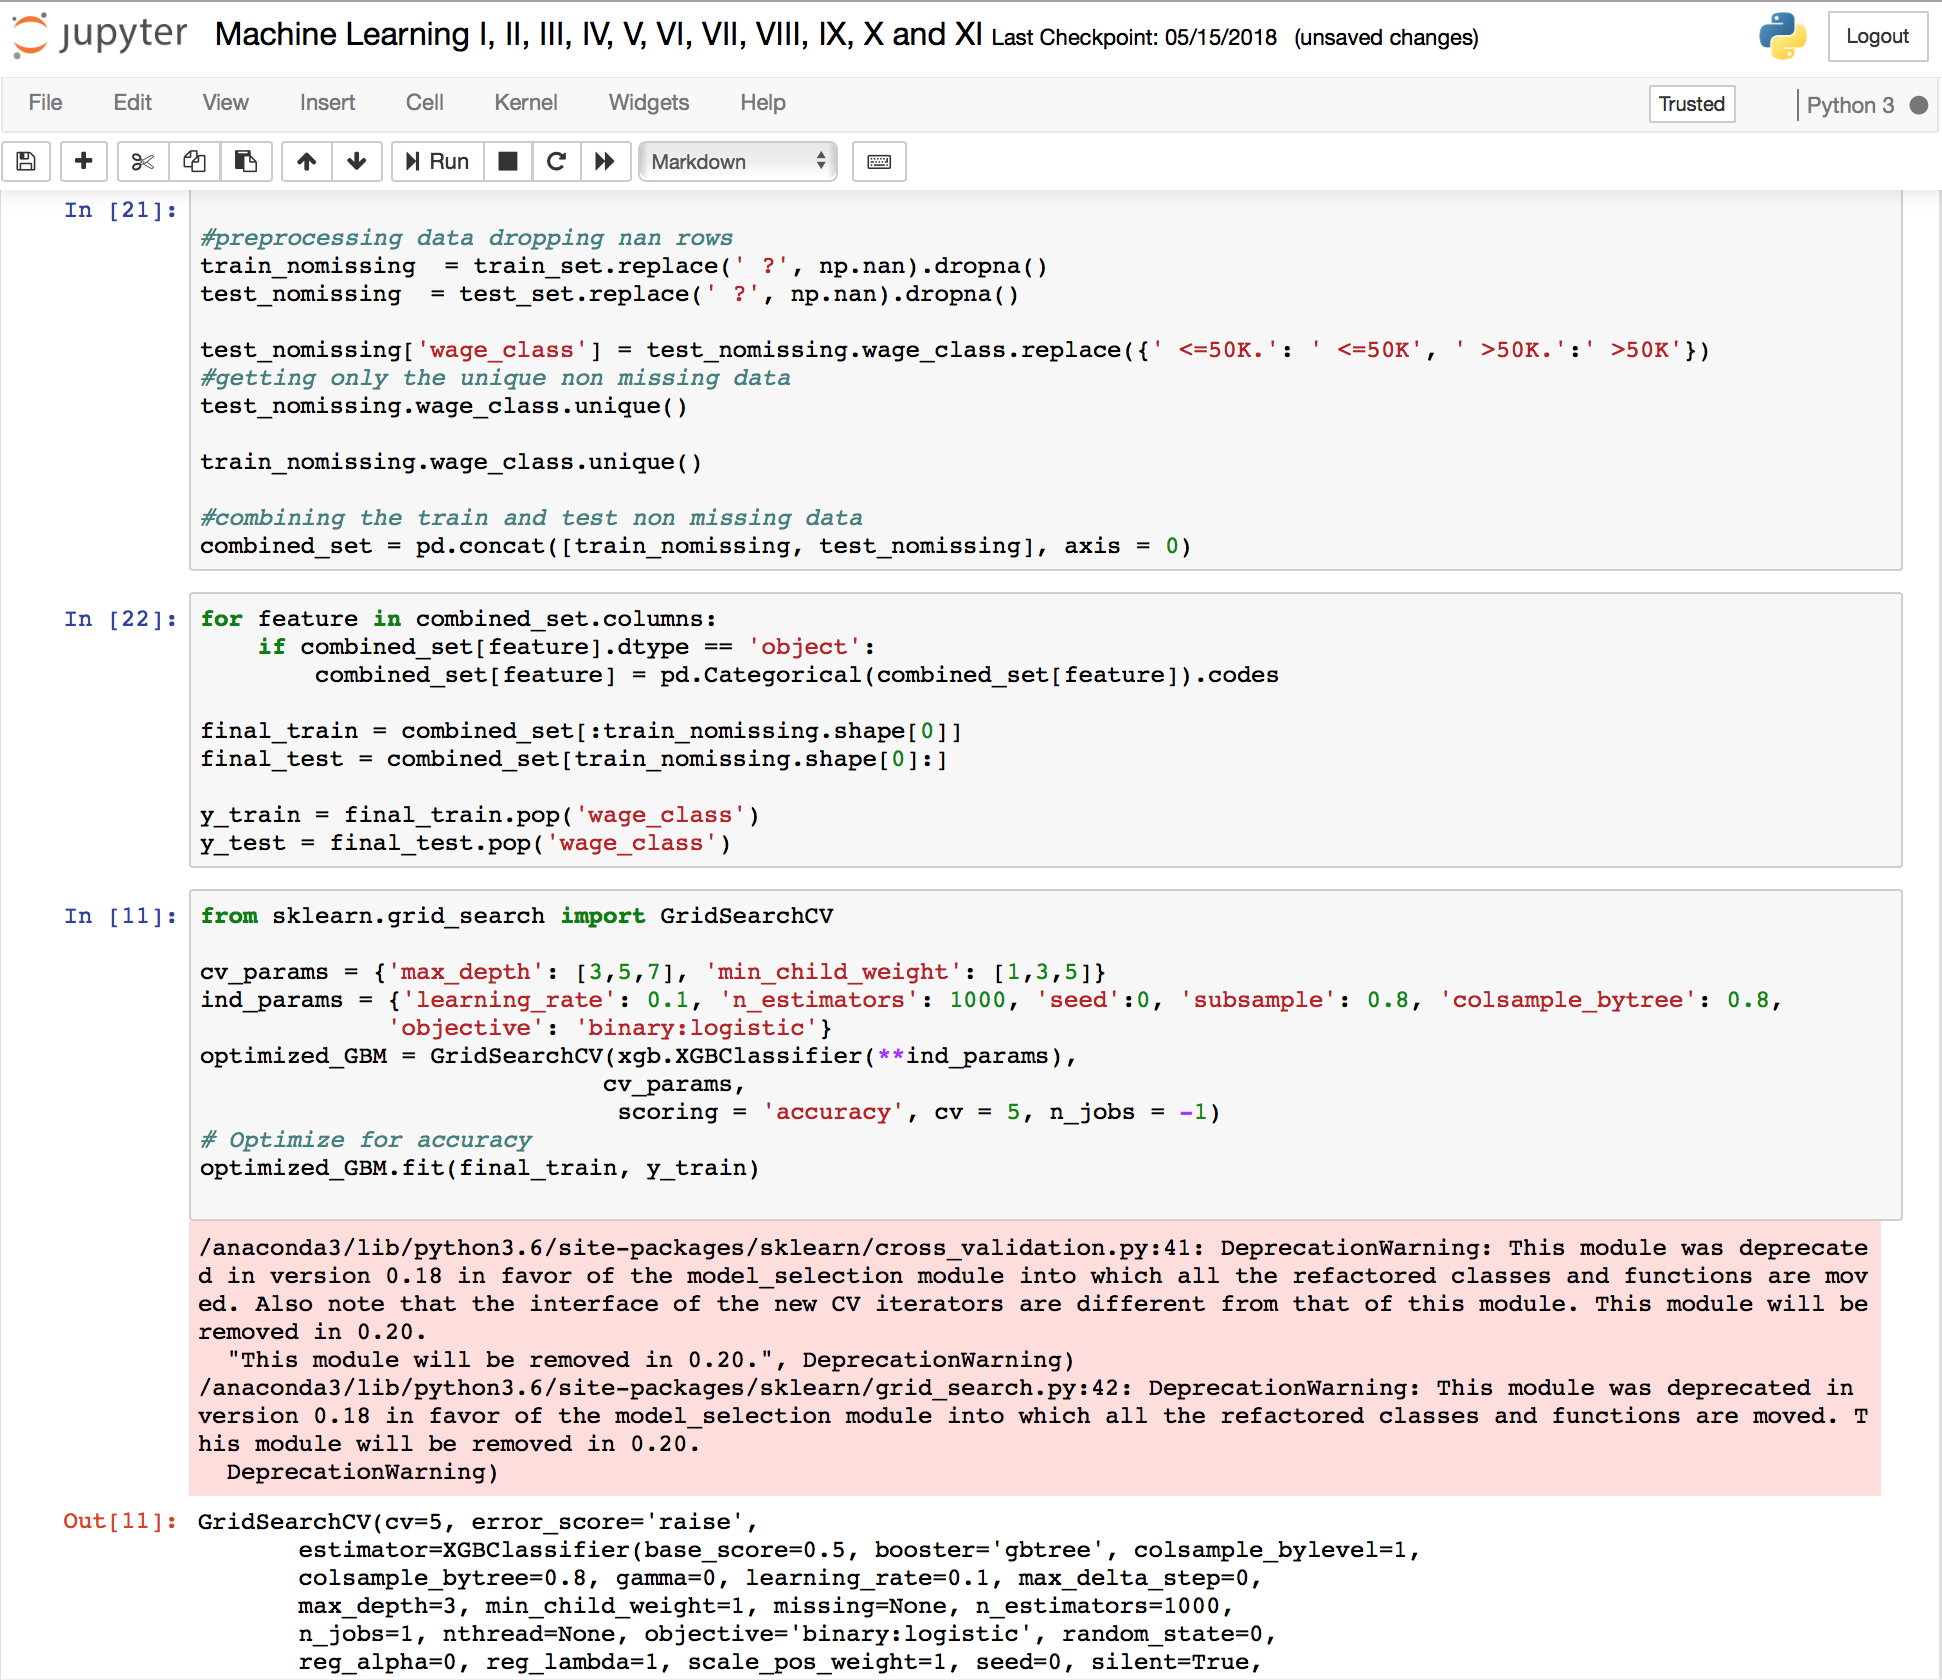 jupyter Machine Learning I, II, III, IV, V, VI, VII, VIII, IX, X and XI Last Checkpoint: 05/15/2018 (unsaved changes) Logout
File Edit View Insert Cell Kernel Widgets Help Trusted Python 3
Run Markdown
In [21]:
#preprocessing data dropping nan rows
train_nomissing  = train_set.replace(' ?', np.nan).dropna()
test_nomissing  = test_set.replace(' ?', np.nan).dropna()
test_nomissing['wage_class'] = test_nomissing.wage_class.replace({' <=50K.': ' <=50K', ' >50K.':' >50K'})
#getting only the unique non missing data
test_nomissing.wage_class.unique()
train_nomissing.wage_class.unique()
#combining the train and test non missing data
combined_set = pd.concat([train_nomissing, test_nomissing], axis = 0)
In [22]: for feature in combined_set.columns:
    if combined_set[feature].dtype == 'object':
        combined_set[feature] = pd.Categorical(combined_set[feature]).codes
final_train = combined_set[:train_nomissing.shape[0]]
final_test = combined_set[train_nomissing.shape[0]:]
y_train = final_train.pop('wage_class')
y_test = final_test.pop('wage_class')
In [11]: from sklearn.grid_search import GridSearchCV
cv_params = {'max_depth': [3,5,7], 'min_child_weight': [1,3,5]}
ind_params = {'learning_rate': 0.1, 'n_estimators': 1000, 'seed':0, 'subsample': 0.8, 'colsample_bytree': 0.8,
             'objective': 'binary:logistic'}
optimized_GBM = GridSearchCV(xgb.XGBClassifier(**ind_params),
                            cv_params,
                             scoring = 'accuracy', cv = 5, n_jobs = -1)
# Optimize for accuracy
optimized_GBM.fit(final_train, y_train)
/anaconda3/lib/python3.6/site-packages/sklearn/cross_validation.py:41: DeprecationWarning: This module was deprecate
d in version 0.18 in favor of the model_selection module into which all the refactored classes and functions are mov
ed. Also note that the interface of the new CV iterators are different from that of this module. This module will be
removed in 0.20.
  "This module will be removed in 0.20.", DeprecationWarning)
/anaconda3/lib/python3.6/site-packages/sklearn/grid_search.py:42: DeprecationWarning: This module was deprecated in
version 0.18 in favor of the model_selection module into which all the refactored classes and functions are moved. T
his module will be removed in 0.20.
  DeprecationWarning)
Out[11]: GridSearchCV(cv=5, error_score='raise',
       estimator=XGBClassifier(base_score=0.5, booster='gbtree', colsample_bylevel=1,
       colsample_bytree=0.8, gamma=0, learning_rate=0.1, max_delta_step=0,
       max_depth=3, min_child_weight=1, missing=None, n_estimators=1000,
       n_jobs=1, nthread=None, objective='binary:logistic', random_state=0,
       reg_alpha=0, reg_lambda=1, scale_pos_weight=1, seed=0, silent=True,